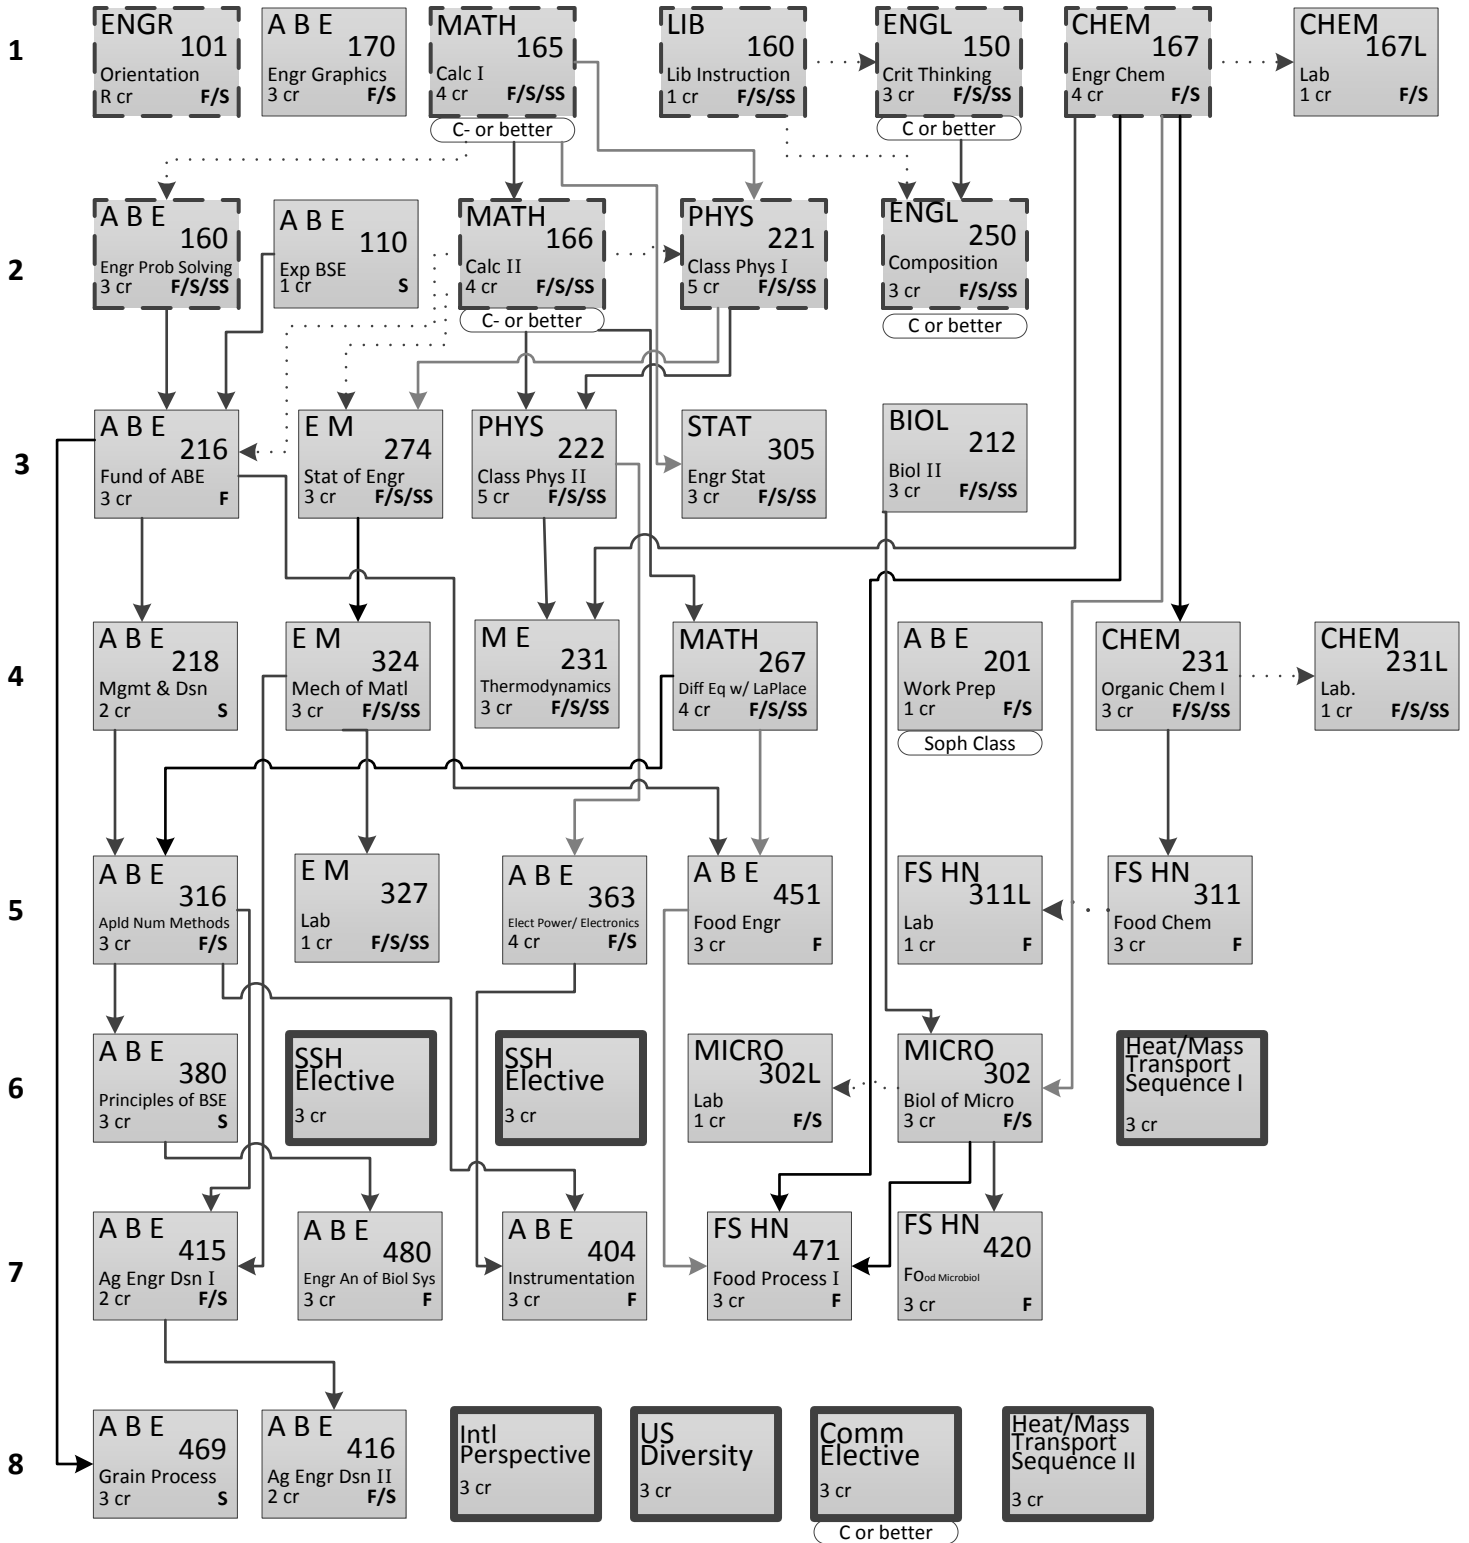 1
ENGR
101
Orientation
R cr F/S
A B E
170
Engr Graphics
3 cr F/S
MATH
165
Calc I
4 cr F/S/SS
C- or better
LIB
160
Lib Instruction
1 cr F/S/SS
ENGL
150
Crit Thinking
3 cr F/S/SS
C or better
CHEM
167
Engr Chem
4 cr F/S
CHEM
167L
Lab
1 cr F/S
2
A B E
160
Engr Prob Solving
3 cr F/S/SS
A B E
110
Exp BSE
1 cr S
MATH
166
Calc II
4 cr F/S/SS
C- or better
PHYS
221
Class Phys I
5 cr F/S/SS
ENGL
250
Composition
3 cr F/S/SS
C or better
3
A B E
216
Fund of ABE
3 cr F
E M
274
Stat of Engr
3 cr F/S/SS
PHYS
222
Class Phys II
5 cr F/S/SS
STAT
305
Engr Stat
3 cr F/S/SS
BIOL
212
Biol II
3 cr F/S/SS
4
A B E
218
Mgmt & Dsn
2 cr S
E M
324
Mech of Matl
3 cr F/S/SS
M E
231
Thermodynamics
3 cr F/S/SS
MATH
267
Diff Eq w/ LaPlace
4 cr F/S/SS
A B E
201
Work Prep
1 cr F/S
Soph Class
CHEM
231
Organic Chem I
3 cr F/S/SS
CHEM
231L
Lab.
1 cr F/S/SS
5
A B E
316
Apld Num Methods
3 cr F/S
E M
327
Lab
1 cr F/S/SS
A B E
363
Elect Power/ Electronics
4 cr F/S
A B E
451
Food Engr
3 cr F
FS HN
311L
Lab
1 cr F
FS HN
311
Food Chem
3 cr F
6
A B E
380
Principles of BSE
3 cr S
SSH
Elective
3 cr
SSH
Elective
3 cr
MICRO
302L
Lab
1 cr F/S
MICRO
302
Biol of Micro
3 cr F/S
Heat/Mass
Transport
Sequence I
3 cr
7
A B E
415
Ag Engr Dsn I
2 cr F/S
A B E
480
Engr An of Biol Sys
3 cr F
A B E
404
Instrumentation
3 cr F
FS HN
471
Food Process I
3 cr F
FS HN
420
Food Microbiol
3 cr F
8
A B E
469
Grain Process
3 cr S
A B E
416
Ag Engr Dsn II
2 cr F/S
Intl
Perspective
3 cr
US
Diversity
3 cr
Comm
Elective
3 cr
C or better
Heat/Mass
Transport
Sequence II
3 cr